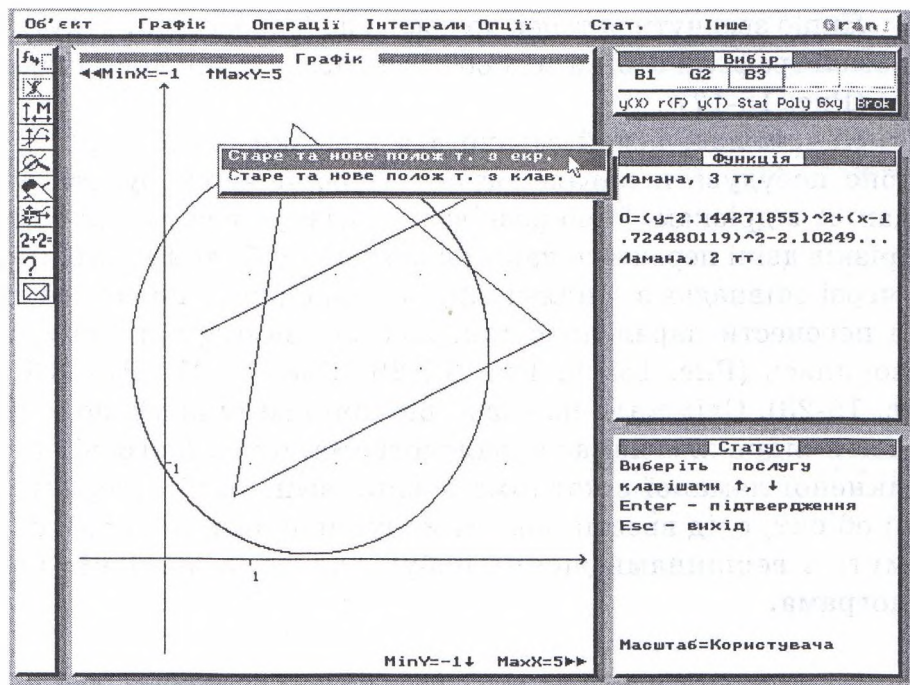 Об'єкт Графік Операції Інтеграли Опції Стат. Інше Gran1
Графік
◄◄MinX=-1 ↑MaxY=5
Старе та нове полож т. з екр.
Старе та нове полож т. з клав.
1
1
MinY=-1↓ MaxX=5►►
2+2=
?
Вибір
B1 G2 B3
y(X) r(F) y(T) Stat Poly Gxy Brok
Функція
Ламана, 3 тт.
0=(y-2.144271855)^2+(x-1
.724480119)^2-2.10249...
Ламана, 2 тт.
Статус
Виберіть послугу
клавішами ↑, ↓
Enter - підтвердження
Esc - вихід
Масштаб=Користувача